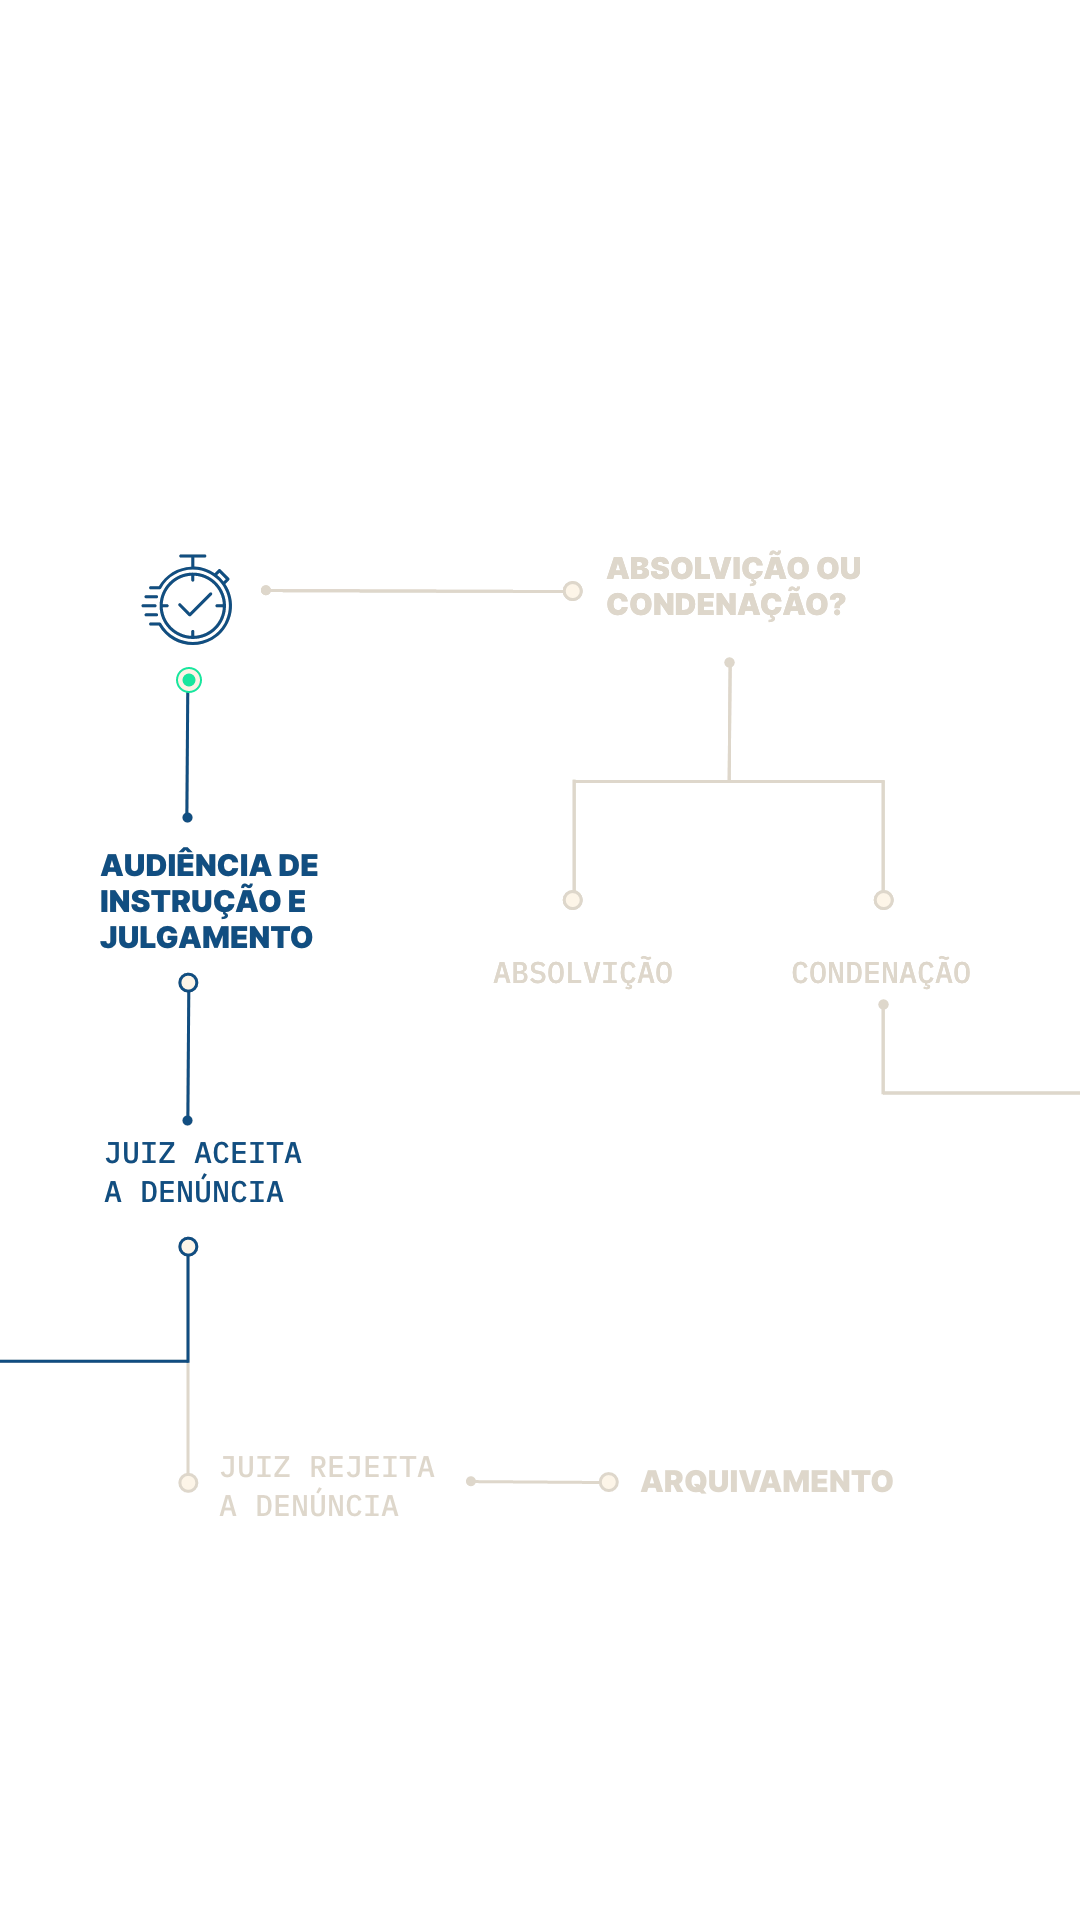 ABSOLVIÇÃO OU
CONDENAÇÃO?
AUDIÊNCIA DE
INSTRUÇÃO E
JULGAMENTO
ABSOLVIÇÃO
CONDENAÇÃO
JUIZ ACEITA
A DENÚNCIA
JUIZ REJEITA
A DENÚNCIA
ARQUIVAMENTO